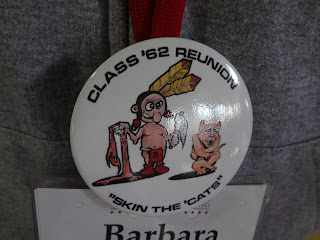 CLASS '62 REUNION
"SKIN THE 'CATS"
Barbara